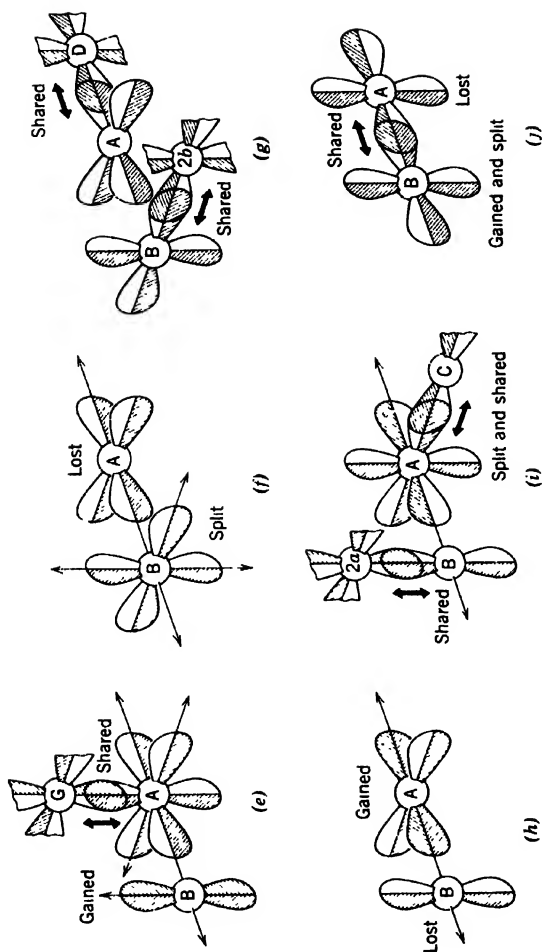 G
Shared
Gained
A
B
(e)
Lost
A
B
Split
(f)
Shared
D
A
2b
B
Shared
(g)
Gained
A
B
Lost
(h)
2a
A
C
B
Shared
Split and shared
(i)
Shared
A
B
Lost
Gained and split
(j)